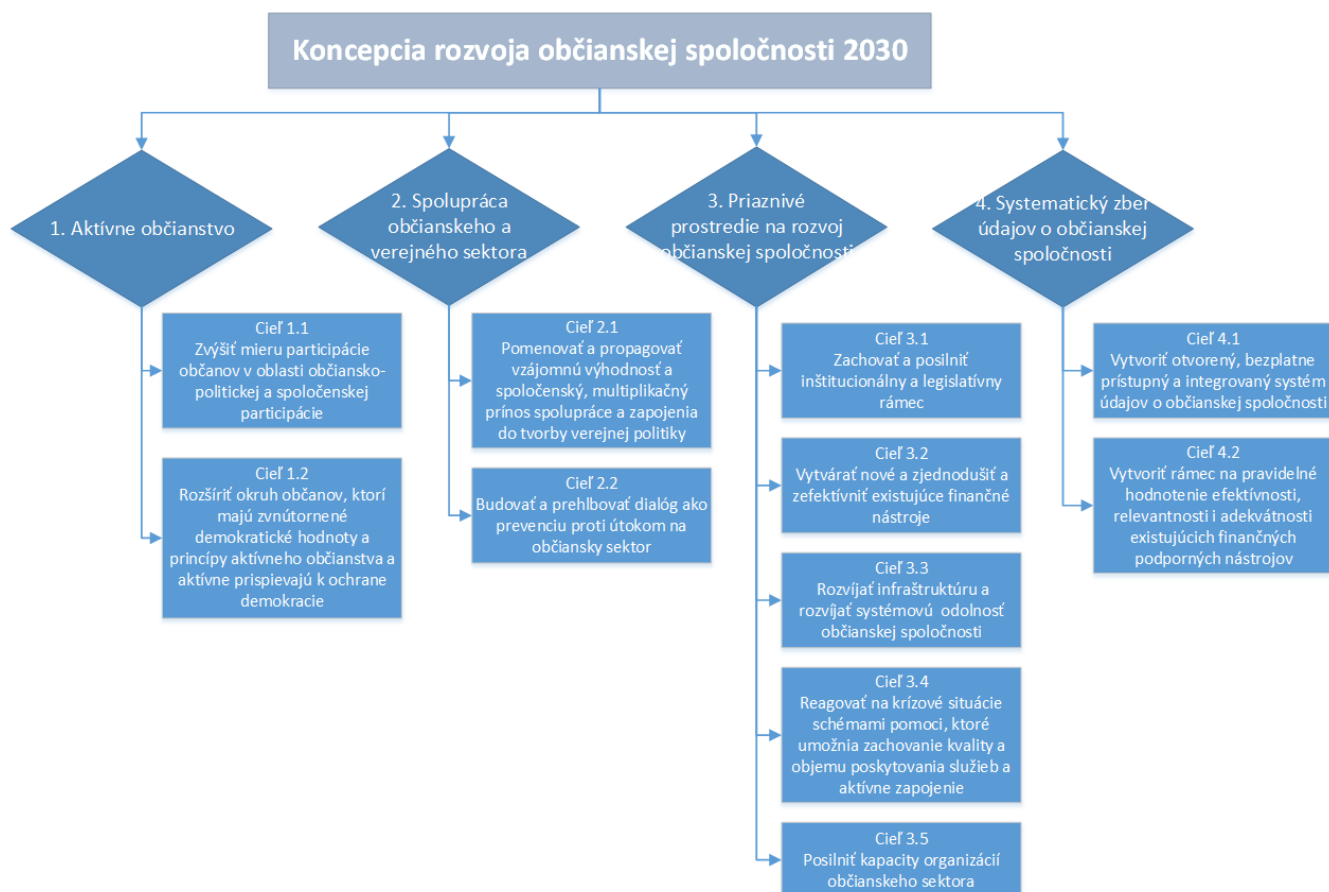 Koncepcia rozvoja občianskej spoločnosti 2030
1. Aktívne občianstvo
2. Spolupráca
občianskeho a
verejného sektora
3. Priaznivé
prostredie na rozvoj
občianskej spoločnosti
4. Systematický zber
údajov o občianskej
spoločnosti
Cieľ 1.1
Zvýšiť mieru participácie
občanov v oblasti občiansko-
politickej a spoločenskej
participácie
Cieľ 1.2
Rozšíriť okruh občanov, ktorí
majú zvnútornené
demokratické hodnoty a
princípy aktívneho občianstva a
aktívne prispievajú k ochrane
demokracie
Cieľ 2.1
Pomenovať a propagovať
vzájomnú výhodnosť a
spoločenský, multiplikačný
prínos spolupráce a zapojenia
do tvorby verejnej politiky
Cieľ 2.2
Budovať a prehlbovať dialóg ako
prevenciu proti útokom na
občiansky sektor
Cieľ 3.1
Zachovať a posilniť
inštitucionálny a legislatívny
rámec
Cieľ 3.2
Vytvárať nové a zjednodušiť a
zefektívniť existujúce finančné
nástroje
Cieľ 3.3
Rozvíjať infraštruktúru a
rozvíjať systémovú odolnosť
občianskej spoločnosti
Cieľ 3.4
Reagovať na krízové situácie
schémami pomoci, ktoré
umožnia zachovanie kvality a
objemu poskytovania služieb a
aktívne zapojenie
Cieľ 3.5
Posilniť kapacity organizácií
občianskeho sektora
Cieľ 4.1
Vytvoriť otvorený, bezplatne
prístupný a integrovaný systém
údajov o občianskej spoločnosti
Cieľ 4.2
Vytvoriť rámec na pravidelné
hodnotenie efektívnosti,
relevantnosti i adekvátnosti
existujúcich finančných
podporných nástrojov